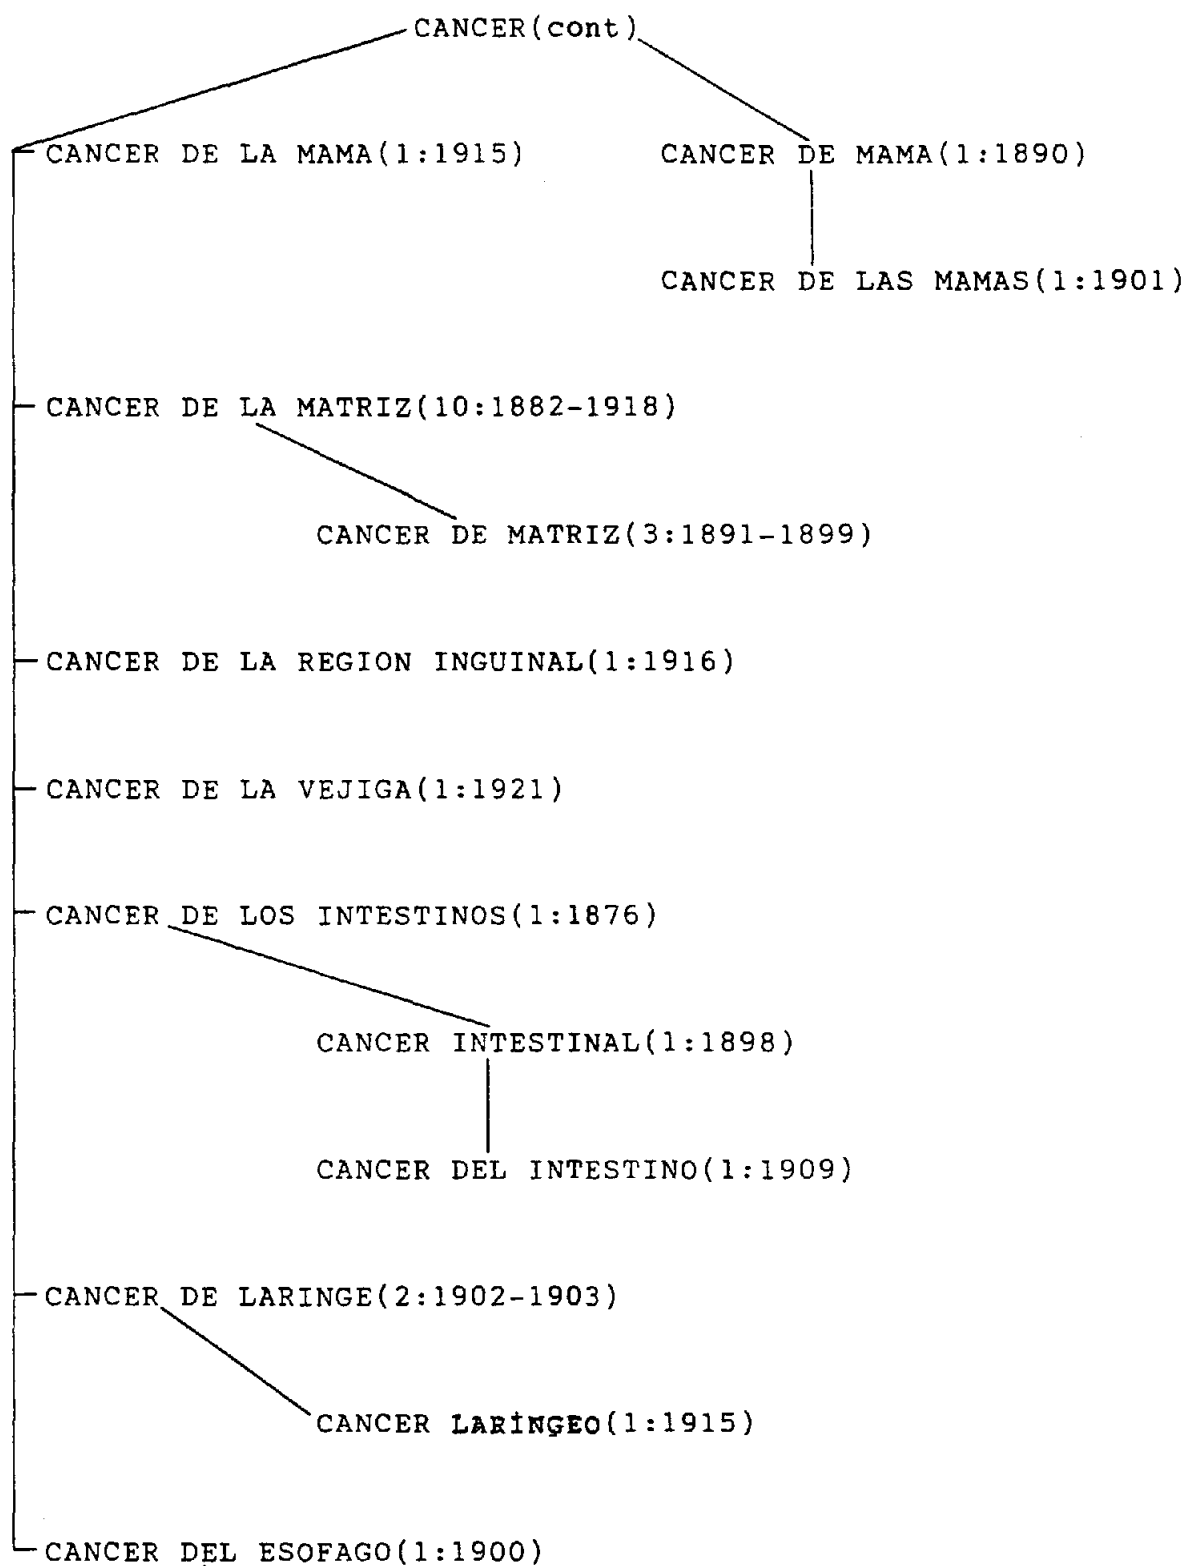 CANCER(cont)
CANCER DE LA MAMA(1:1915) CANCER DE MAMA(1:1890)
CANCER DE LAS MAMAS(1:1901)
CANCER DE LA MATRIZ(10:1882-1918)
CANCER DE MATRIZ(3:1891-1899)
CANCER DE LA REGION INGUINAL(1:1916)
CANCER DE LA VEJIGA(1:1921)
CANCER DE LOS INTESTINOS(1:1876)
CANCER INTESTINAL(1:1898)
CANCER DEL INTESTINO(1:1909)
CANCER DE LARINGE(2:1902-1903)
CANCER LARÍNGEO(1:1915)
CANCER DEL ESOFAGO(1:1900)